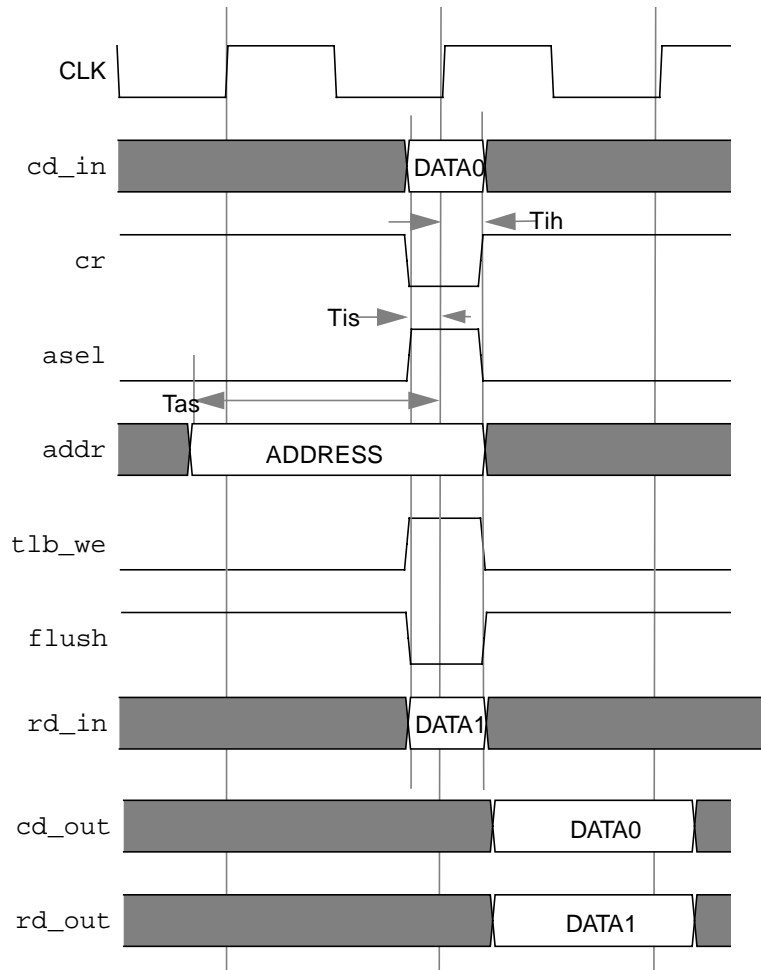 CLK
cd_in
DATA0
Tih
cr
Tis
asel
Tas
addr
ADDRESS
tlb_we
flush
rd_in
DATA1
cd_out
DATA0
rd_out
DATA1